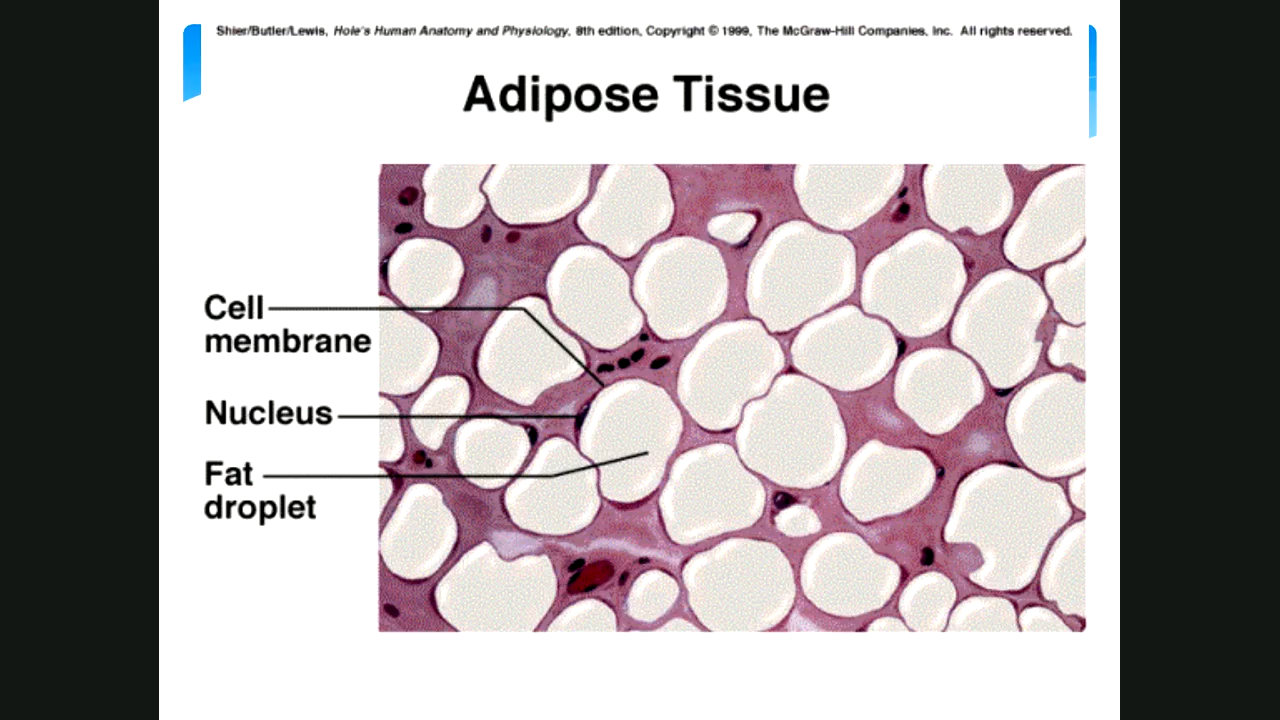 Shier/Butler/Lewis, Hole's Human Anatomy and Physiology, 8th edition, Copyright © 1999, The McGraw-Hill Companies, Inc. All rights reserved.
Adipose Tissue
Cell
membrane
Nucleus
Fat
droplet